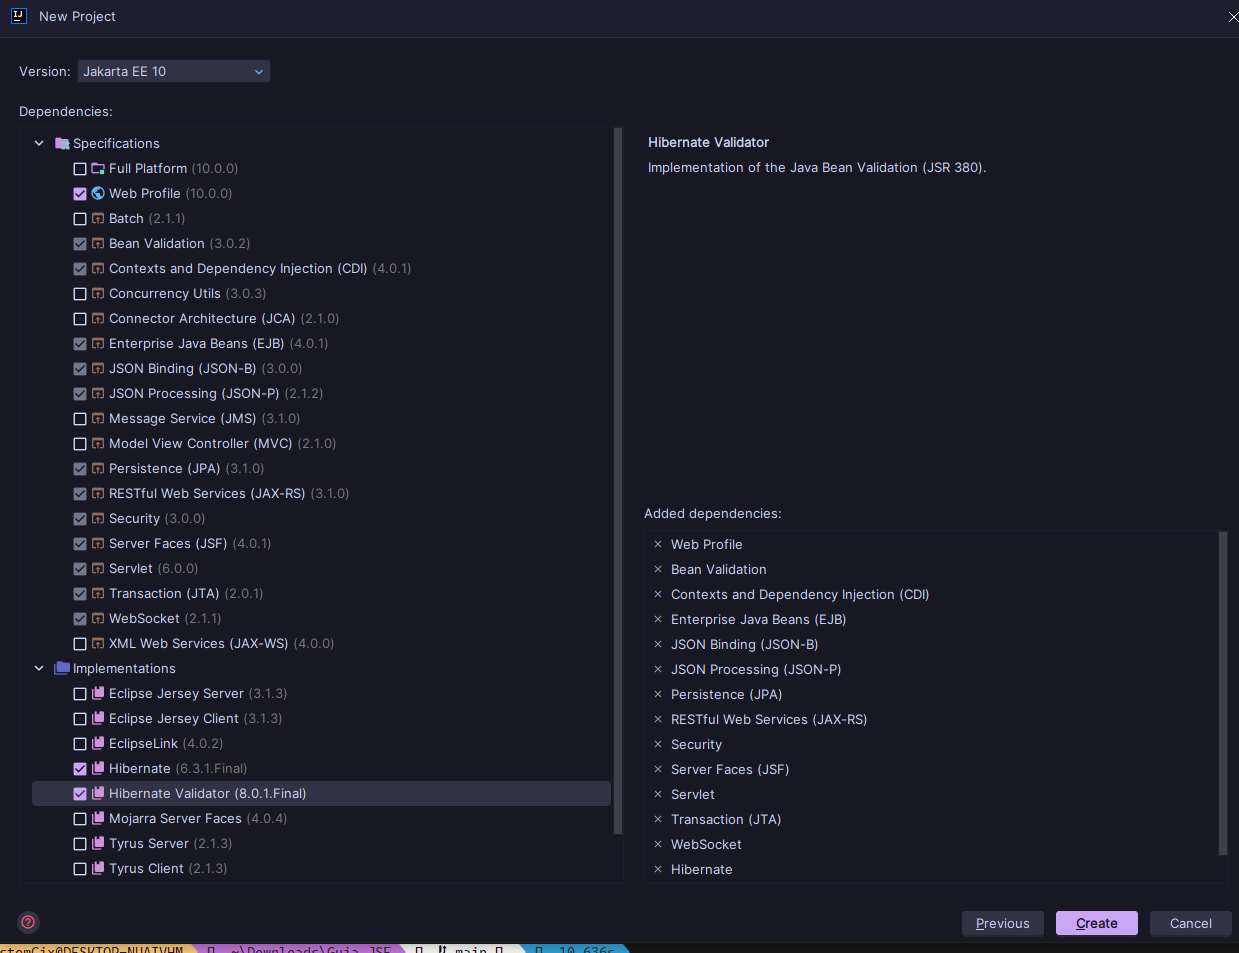 New Project
Version: Jakarta EE 10
Dependencies:
Specifications
Full Platform (10.0.0)
Web Profile (10.0.0)
Batch (2.1.1)
Bean Validation (3.0.2)
Contexts and Dependency Injection (CDI) (4.0.1)
Concurrency Utils (3.0.3)
Connector Architecture (JCA) (2.1.0)
Enterprise Java Beans (EJB) (4.0.1)
JSON Binding (JSON-B) (3.0.0)
JSON Processing (JSON-P) (2.1.2)
Message Service (JMS) (3.1.0)
Model View Controller (MVC) (2.1.0)
Persistence (JPA) (3.1.0)
RESTful Web Services (JAX-RS) (3.1.0)
Security (3.0.0)
Server Faces (JSF) (4.0.1)
Servlet (6.0.0)
Transaction (JTA) (2.0.1)
WebSocket (2.1.1)
XML Web Services (JAX-WS) (4.0.0)
Implementations
Eclipse Jersey Server (3.1.3)
Eclipse Jersey Client (3.1.3)
EclipseLink (4.0.2)
Hibernate (6.3.1.Final)
Hibernate Validator (8.0.1.Final)
Mojarra Server Faces (4.0.4)
Tyrus Server (2.1.3)
Tyrus Client (2.1.3)
Hibernate Validator
Implementation of the Java Bean Validation (JSR 380).
Added dependencies:
Web Profile
Bean Validation
Contexts and Dependency Injection (CDI)
Enterprise Java Beans (EJB)
JSON Binding (JSON-B)
JSON Processing (JSON-P)
Persistence (JPA)
RESTful Web Services (JAX-RS)
Security
Server Faces (JSF)
Servlet
Transaction (JTA)
WebSocket
Hibernate
Previous
Create
Cancel
~\Downloads\Guia_JSF main 10.636s